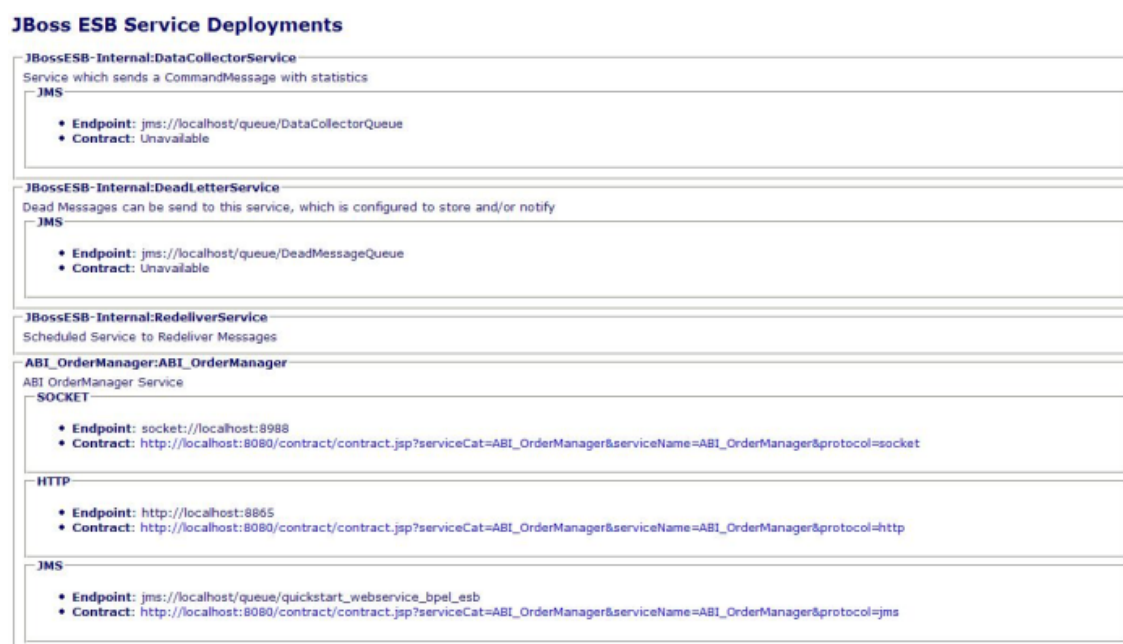 JBoss ESB Service Deployments
JBossESB-Internal:DataCollectorService
Service which sends a CommandMessage with statistics
JMS
• Endpoint: jms://localhost/queue/DataCollectorQueue
• Contract: Unavailable
JBossESB-Internal:DeadLetterService
Dead Messages can be send to this service, which is configured to store and/or notify
JMS
• Endpoint: jms://localhost/queue/DeadMessageQueue
• Contract: Unavailable
JBossESB-Internal:RedeliverService
Scheduled Service to Redeliver Messages
ABI_OrderManager:ABI_OrderManager
ABI OrderManager Service
SOCKET
• Endpoint: socket://localhost:8988
• Contract: http://localhost:8080/contract/contract.jsp?serviceCat=ABI_OrderManager&serviceName=ABI_OrderManager&protocol=socket
HTTP
• Endpoint: http://localhost:8865
• Contract: http://localhost:8080/contract/contract.jsp?serviceCat=ABI_OrderManager&serviceName=ABI_OrderManager&protocol=http
JMS
• Endpoint: jms://localhost/queue/quickstart_webservice_bpel_esb
• Contract: http://localhost:8080/contract/contract.jsp?serviceCat=ABI_OrderManager&serviceName=ABI_OrderManager&protocol=jms